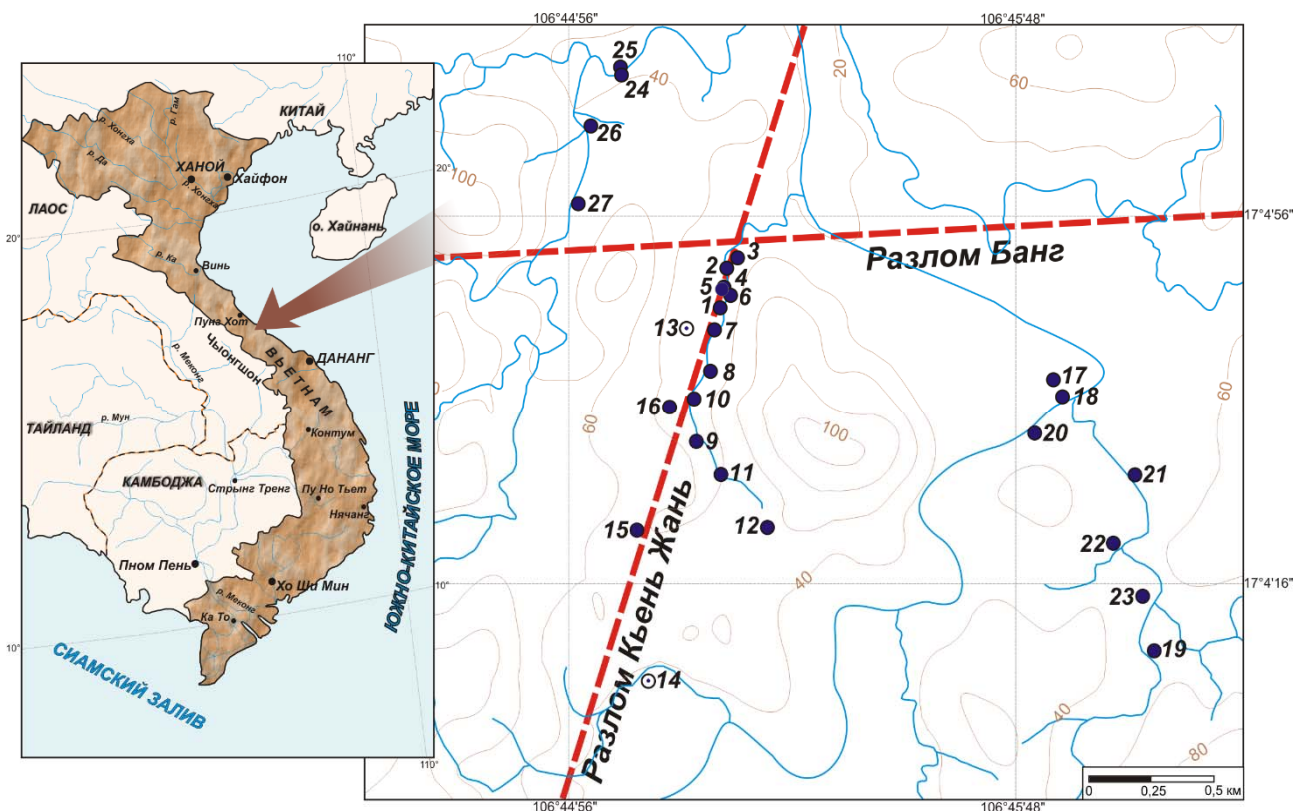 106°44'56"
106°45'48"
110°
КИТАЙ
р. Гам
р. Хонгха
р. Да
ХАНОЙ
Хайфон
р. Хонгха
20°
ЛАОС
о. Хайнань
20°
р. Ка
Винь
Пуна Хот
Чыонгшон
ВЬЕТНАМ
ДАНАНГ
р. Меконг
р. Мун
ТАЙЛАНД
Контум
КАМБОДЖА
Стрынг Тренг
Пу Но Тьет
Нячанг
Пном Пень
Хо Ши Мин
р. Меконг
Ка То
10°
10°
СИАМСКИЙ ЗАЛИВ
ЮЖНО-КИТАЙСКОЕ МОРЕ
110°
25
24
40
20
60
26
100
27
17°4'56"
Разлом Банг
3
2
4
5
6
1
13
7
8
10
16
9
11
12
15
60
100
40
17
18
20
21
22
23
19
60
17°4'16"
Разлом Кьень Жань
14
40
80
0
0,25
0,5 км
106°44'56"
106°45'48"